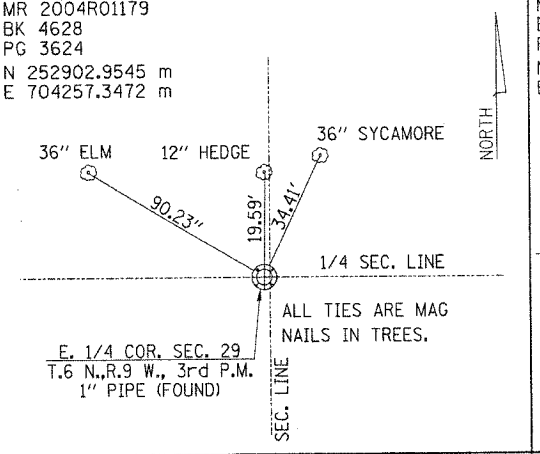 MR 2004R01179
BK 4628
PG 3624
N 252902.9545 m
E 704257.3472 m
36" ELM
12" HEDGE
36" SYCAMORE
NORTH
90.23"
19.59'
34.41'
1/4 SEC. LINE
ALL TIES ARE MAG
NAILS IN TREES.
E. 1/4 COR. SEC. 29
T.6 N.,R.9 W., 3rd P.M.
1" PIPE (FOUND)
SEC. LINE